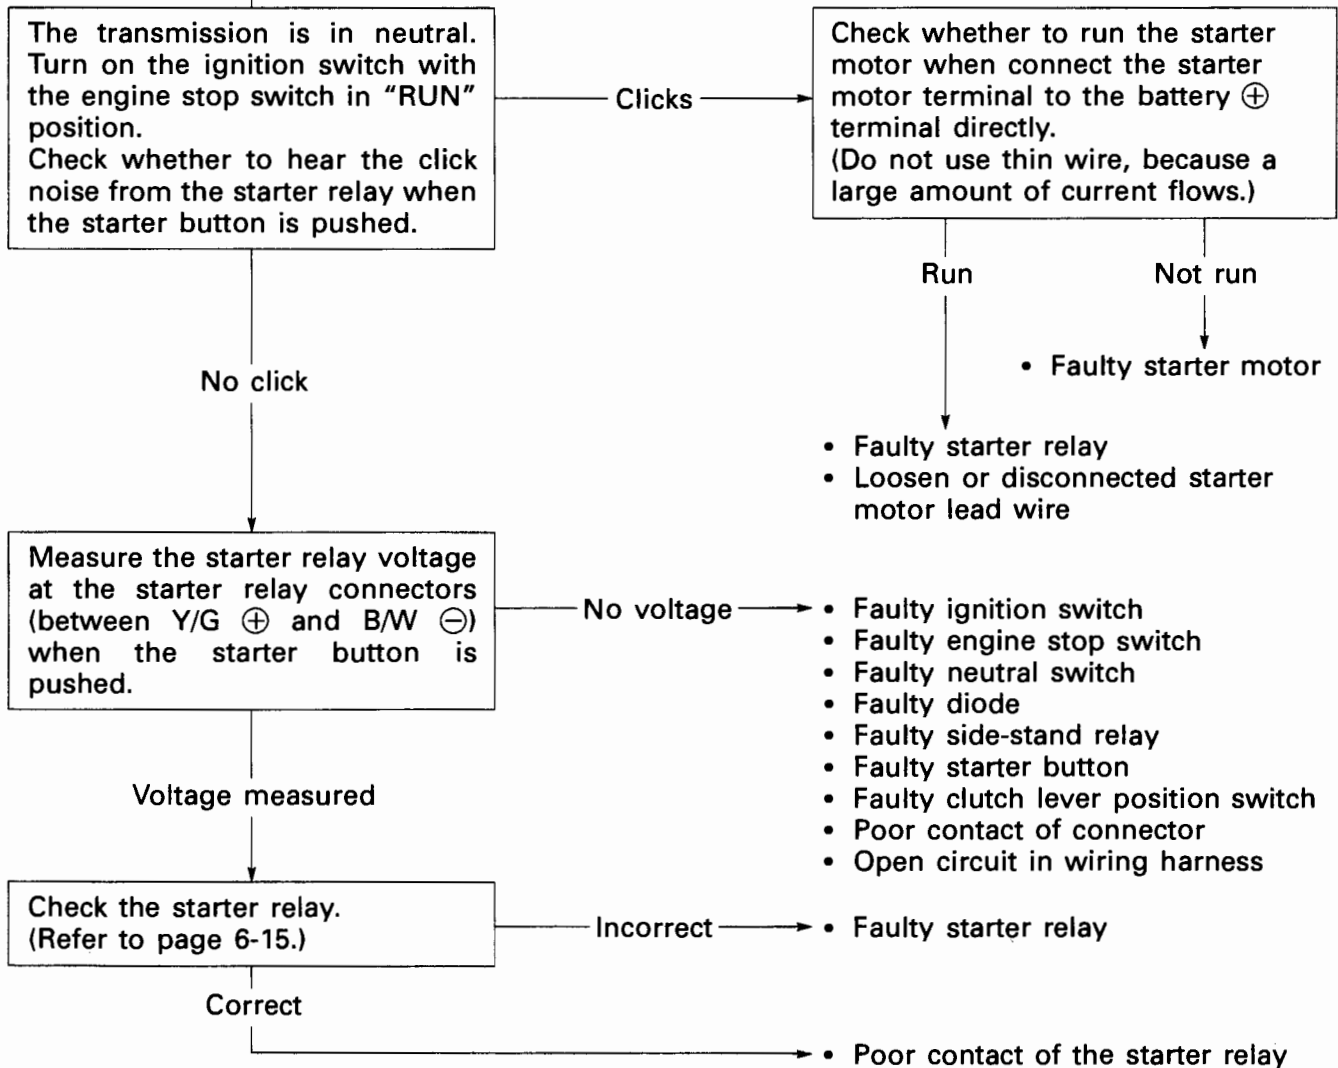 The transmission is in neutral.
Turn on the ignition switch with
the engine stop switch in “RUN”
position.
Check whether to hear the click
noise from the starter relay when
the starter button is pushed.
Clicks
Check whether to run the starter
motor when connect the starter
motor terminal to the battery ⊕
terminal directly.
(Do not use thin wire, because a
large amount of current flows.)
Run
Not run
• Faulty starter motor
• Faulty starter relay
• Loosen or disconnected starter
motor lead wire
No click
Measure the starter relay voltage
at the starter relay connectors
(between Y/G ⊕ and B/W ⊖)
when the starter button is
pushed.
No voltage
• Faulty ignition switch
• Faulty engine stop switch
• Faulty neutral switch
• Faulty diode
• Faulty side-stand relay
• Faulty starter button
• Faulty clutch lever position switch
• Poor contact of connector
• Open circuit in wiring harness
Voltage measured
Check the starter relay.
(Refer to page 6-15.)
Incorrect
• Faulty starter relay
Correct
• Poor contact of the starter relay